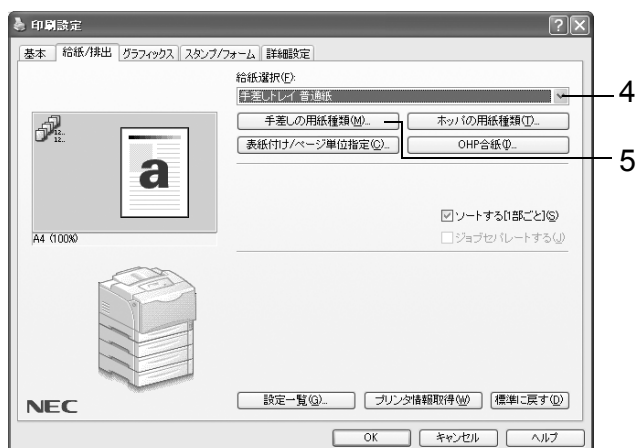 印刷設定
基本 給紙/排出 グラフィックス スタンプ/フォーム 詳細設定
給紙選択(F):
手差しトレイ 普通紙
4
手差しの用紙種類(M)... ホッパの用紙種類(T)...
5
表紙付け/ページ単位指定(C)... OHP合紙(I)...
12..
12..
a
A4 (100%)
ソートする[1部ごと](S)
ジョブセパレートする(J)
NEC
設定一覧(G)... プリンタ情報取得(W) 標準に戻す(D)
OK キャンセル ヘルプ